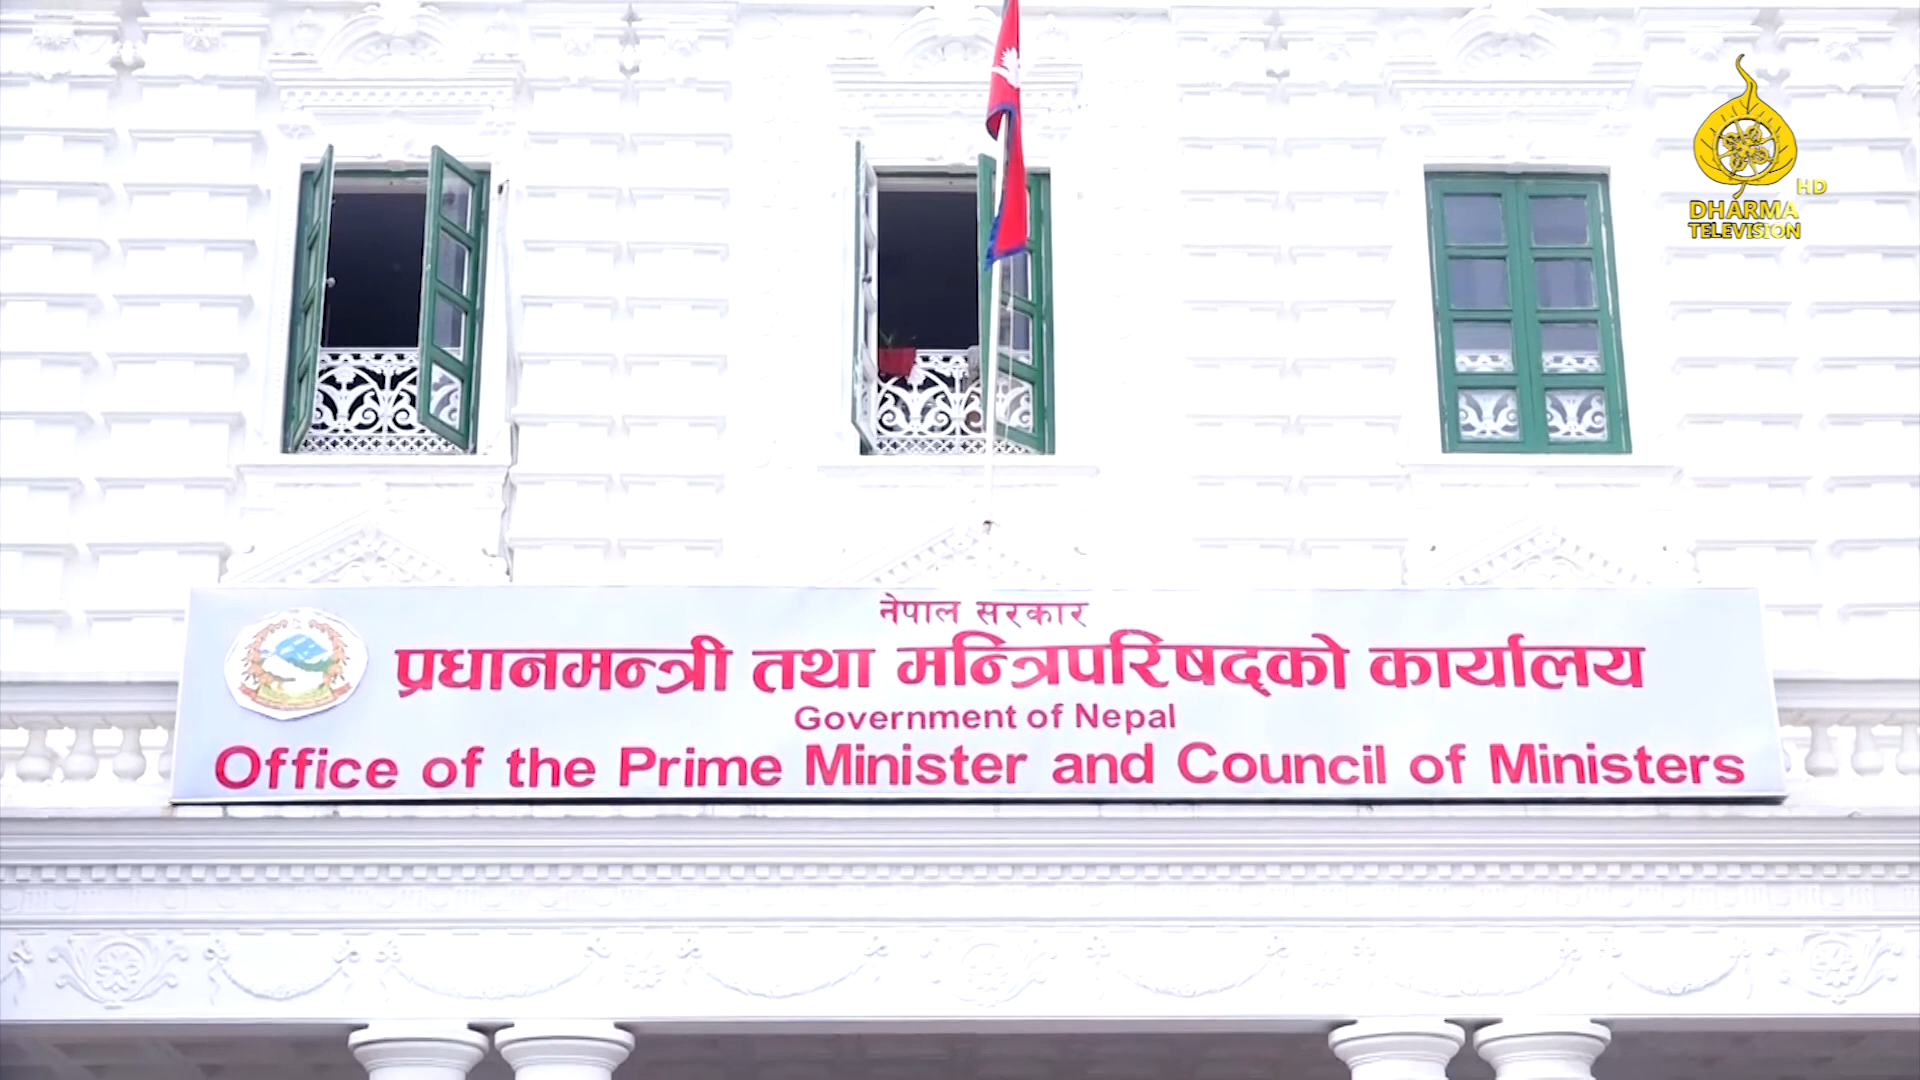 HD
DHARMA
TELEVISION
नेपाल सरकार
प्रधानमन्त्री तथा मन्त्रिपरिषद्को कार्यालय
Government of Nepal
Office of the Prime Minister and Council of Ministers